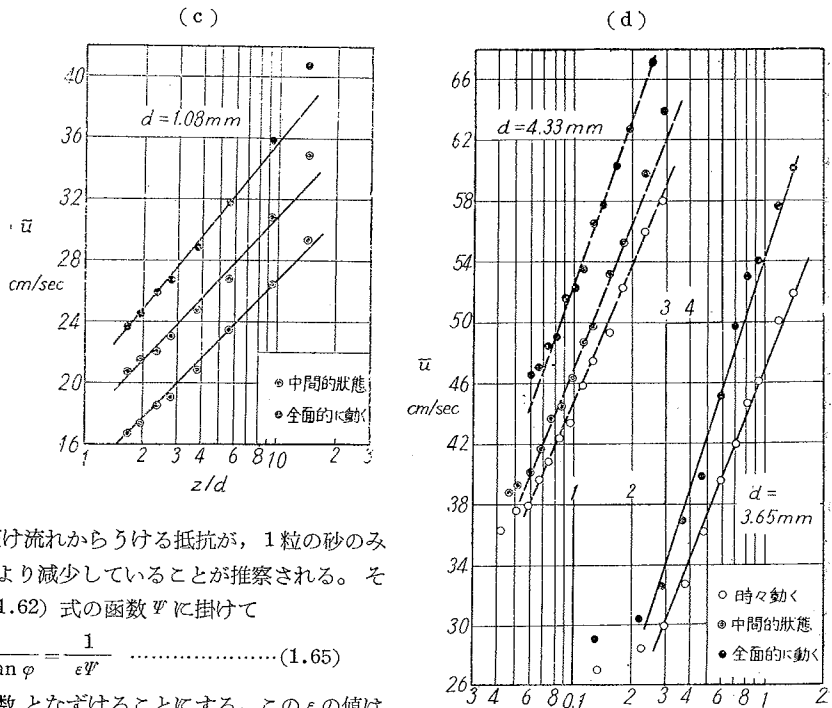 (c)
40
36
32
28
24
20
16
ū
cm/sec
d=1.08mm
中間的狀態
全面的に動く
1 2 3 4 6 8 10 2 3
z/d
(d)
66
62
58
54
50
46
42
38
34
30
26
ū
cm/sec
d=4.33mm
3 4
1 2
d=
3.65mm
時々動く
中間的狀態
全面的に動く
3 4 6 8 0.1 2 3 4 6 8 1 2
け流れからうける抵抗が,1粒の砂のみ
より減少していることが推察される。そ
1.62) 式の函数 Ψ に掛けて
an φ = 1/εΨ …………………(1.65)
数となずけることにする。このεの値け